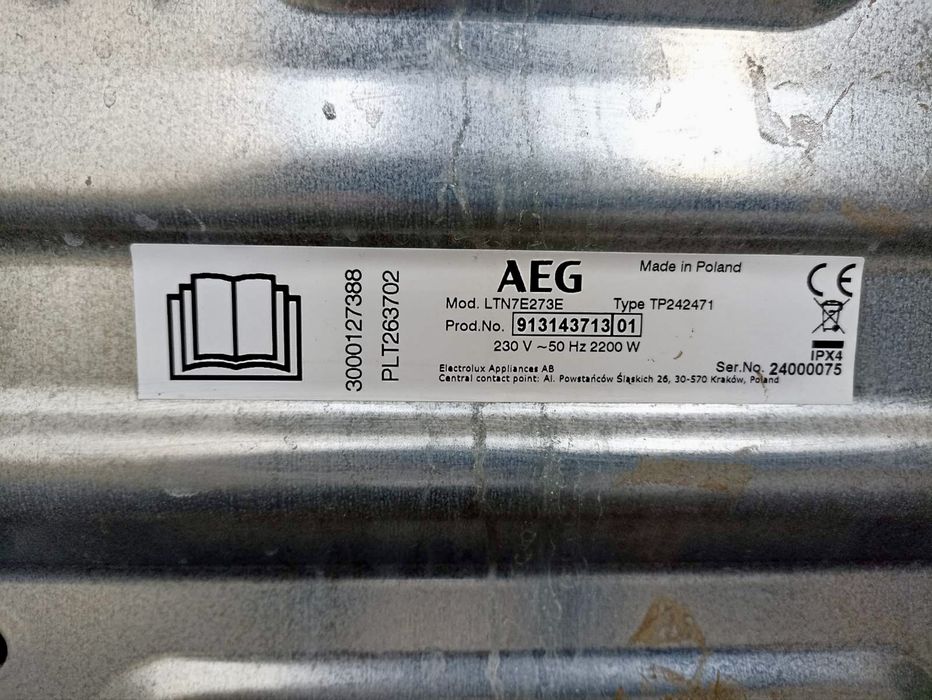 3000127388
PLT263702
AEG
Made in Poland
Mod. LTN7E273E Type TP242471
Prod.No. 913143713 01
230 V ~50 Hz 2200 W
IPX4
Electrolux Appliances AB
Ser.No. 24000075
Central contact point: Al. Powstańców Śląskich 26, 30-570 Kraków, Poland
CE